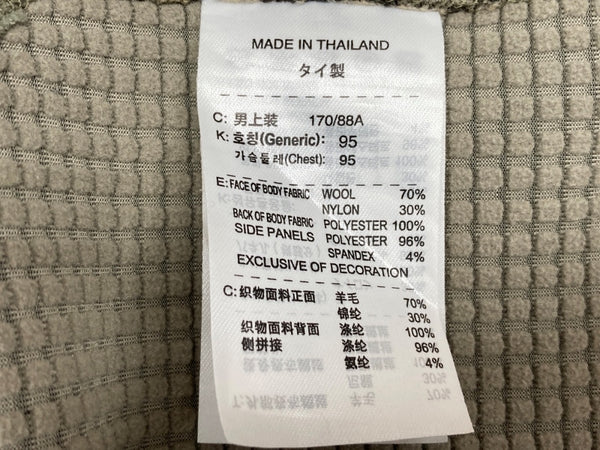 MADE IN THAILAND
タイ製
C: 男上装 170/88A
K: 호칭(Generic): 95
가슴둘레(Chest): 95
E: FACE OF BODY FABRIC WOOL 70%
NYLON 30%
BACK OF BODY FABRIC POLYESTER 100%
SIDE PANELS POLYESTER 96%
SPANDEX 4%
EXCLUSIVE OF DECORATION
C: 织物面料正面 羊毛 70%
锦纶 30%
织物面料背面 涤纶 100%
侧拼接 涤纶 96%
氨纶 4%